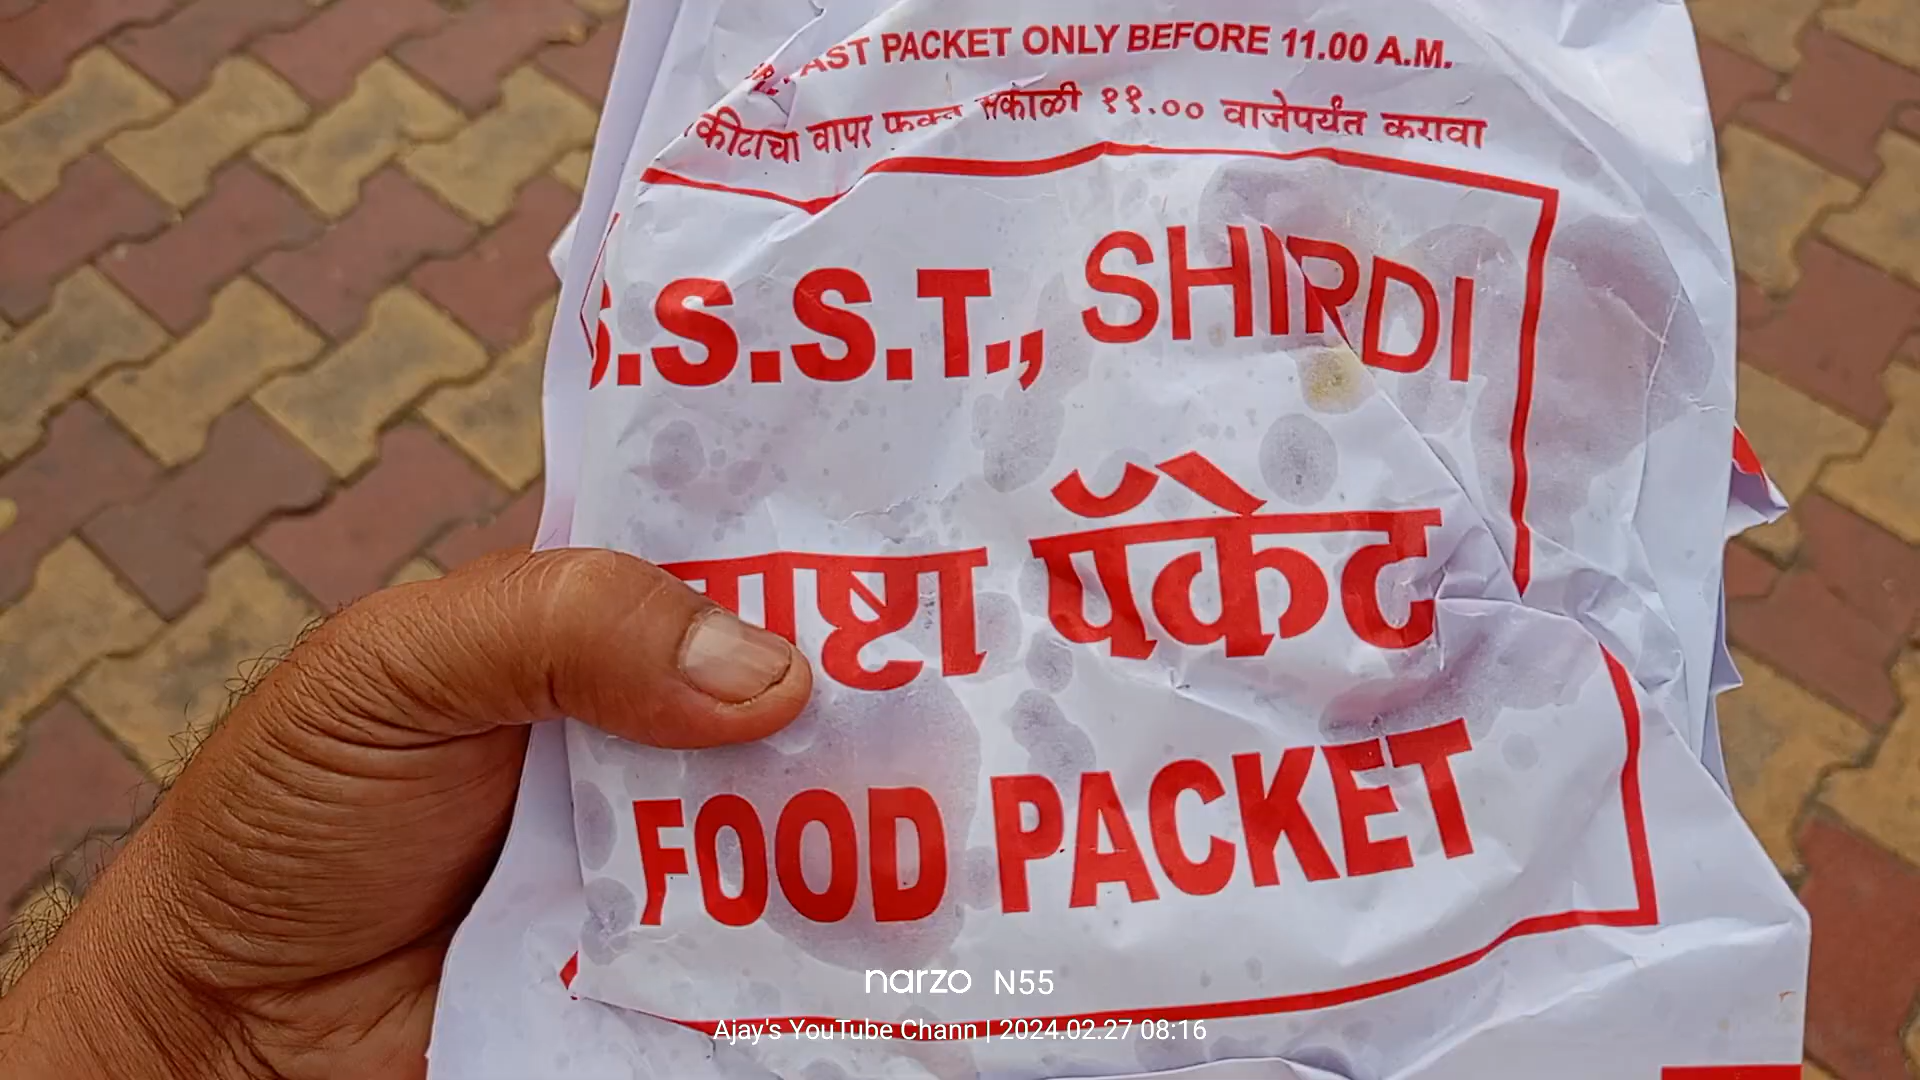 PACKET ONLY BEFORE 11.00 A.M.
वापर फक्त सकाळी ११.०० वाजेपर्यंत करावा
S.S.S.T., SHIRDI
पॅकेट
FOOD PACKET
narzo N55
Ajay's YouTube Chann | 2024.02.27 08:16